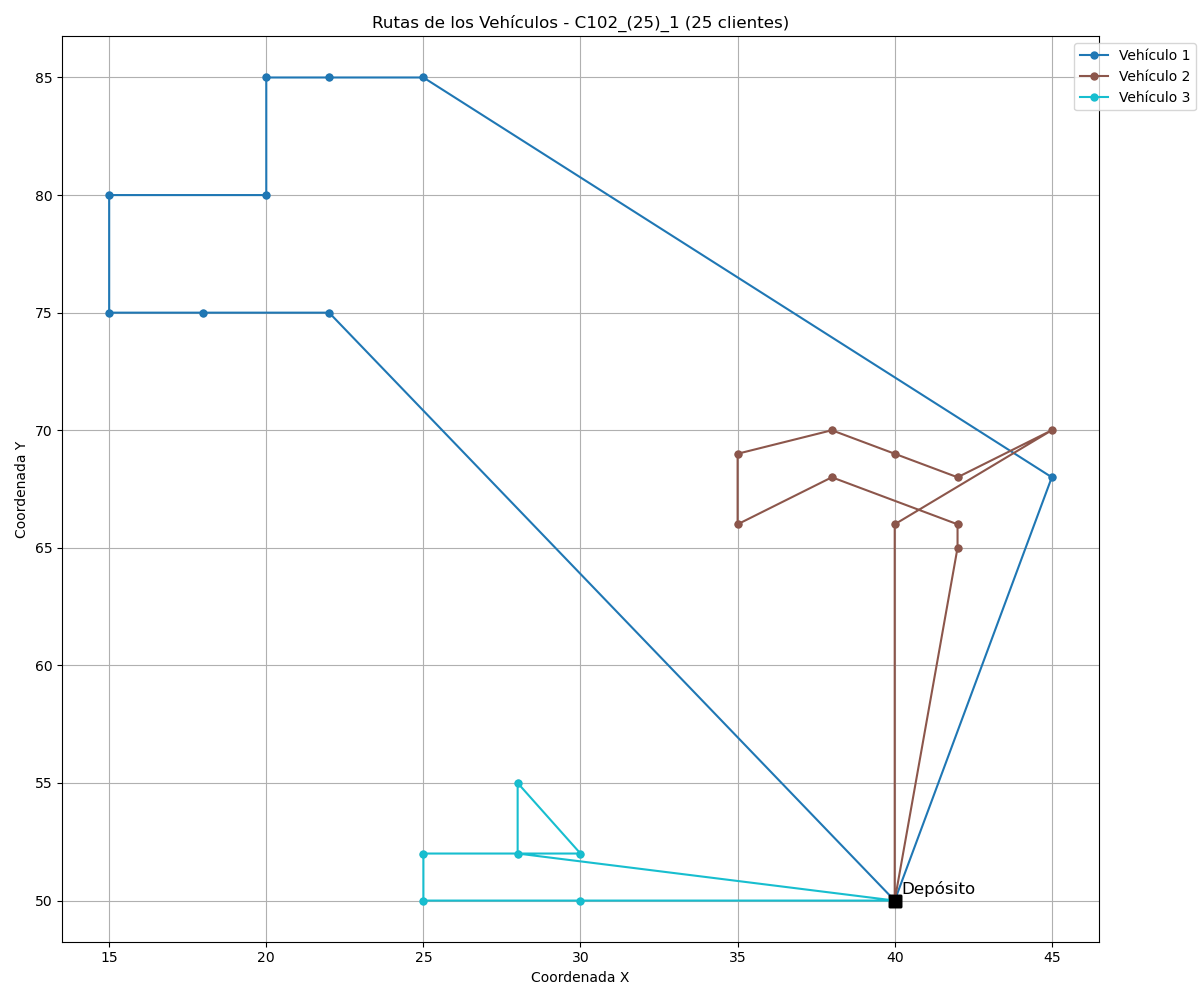 Rutas de los Vehículos - C102_(25)_1 (25 clientes)
Vehículo 1
Vehículo 2
Vehículo 3
85
80
75
70
65
60
55
50
Coordenada Y
Depósito
15
20
25
30
35
40
45
Coordenada X